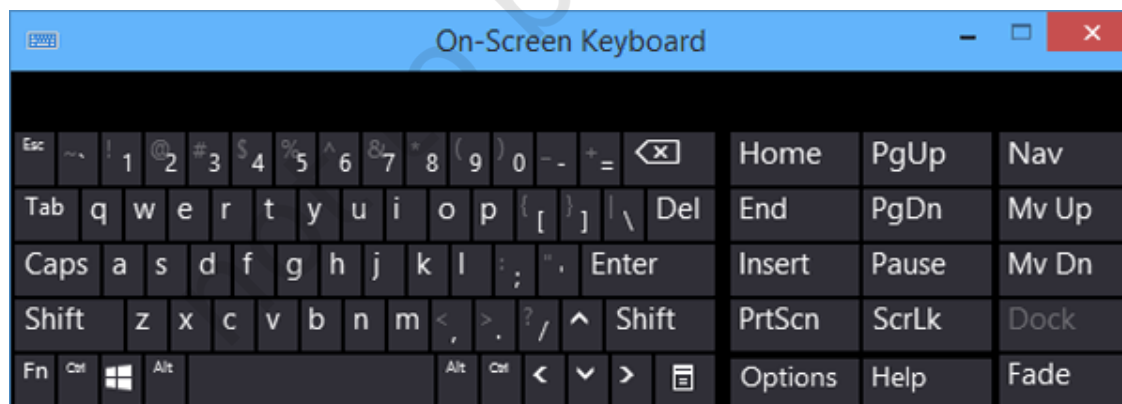 On-Screen Keyboard
Esc ~ ` ! 1 @ 2 # 3 $ 4 % 5 ^ 6 & 7 * 8 ( 9 ) 0 - - + = Home PgUp Nav
Tab q w e r t y u i o p { [ } ] | \ Del End PgDn Mv Up
Caps a s d f g h j k l : ; " ' Enter Insert Pause Mv Dn
Shift z x c v b n m < , > . ? / ^ Shift PrtScn ScrLk Dock
Fn Ctrl Alt Alt Ctrl Options Help Fade